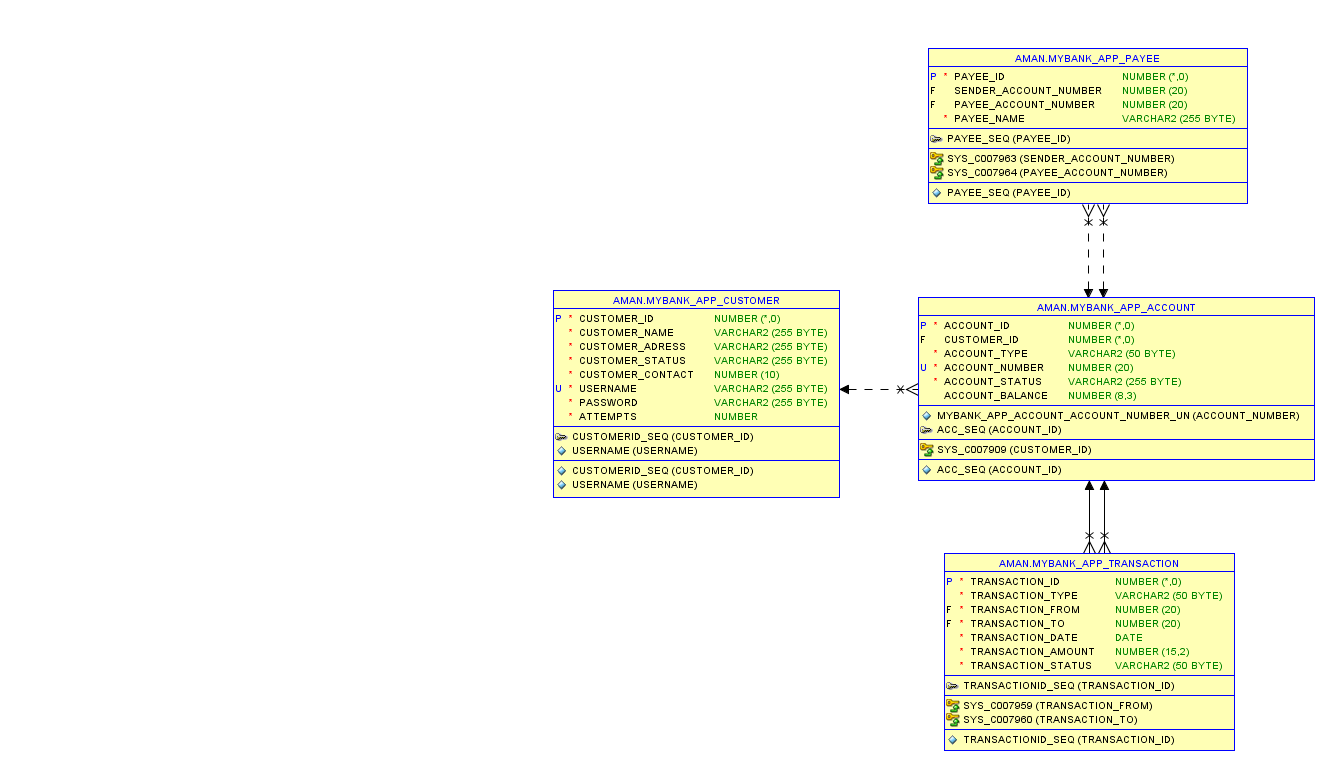 AMAN.MYBANK_APP_PAYEE
P * PAYEE_ID NUMBER (*,0)
F SENDER_ACCOUNT_NUMBER NUMBER (20)
F PAYEE_ACCOUNT_NUMBER NUMBER (20)
* PAYEE_NAME VARCHAR2 (255 BYTE)
PAYEE_SEQ (PAYEE_ID)
SYS_C007963 (SENDER_ACCOUNT_NUMBER)
SYS_C007964 (PAYEE_ACCOUNT_NUMBER)
PAYEE_SEQ (PAYEE_ID)
AMAN.MYBANK_APP_CUSTOMER
P * CUSTOMER_ID NUMBER (*,0)
* CUSTOMER_NAME VARCHAR2 (255 BYTE)
* CUSTOMER_ADRESS VARCHAR2 (255 BYTE)
* CUSTOMER_STATUS VARCHAR2 (255 BYTE)
* CUSTOMER_CONTACT NUMBER (10)
U * USERNAME VARCHAR2 (255 BYTE)
* PASSWORD VARCHAR2 (255 BYTE)
* ATTEMPTS NUMBER
CUSTOMERID_SEQ (CUSTOMER_ID)
USERNAME (USERNAME)
CUSTOMERID_SEQ (CUSTOMER_ID)
USERNAME (USERNAME)
AMAN.MYBANK_APP_ACCOUNT
P * ACCOUNT_ID NUMBER (*,0)
F CUSTOMER_ID NUMBER (*,0)
* ACCOUNT_TYPE VARCHAR2 (50 BYTE)
U * ACCOUNT_NUMBER NUMBER (20)
* ACCOUNT_STATUS VARCHAR2 (255 BYTE)
ACCOUNT_BALANCE NUMBER (8,3)
MYBANK_APP_ACCOUNT_ACCOUNT_NUMBER_UN (ACCOUNT_NUMBER)
ACC_SEQ (ACCOUNT_ID)
SYS_C007909 (CUSTOMER_ID)
ACC_SEQ (ACCOUNT_ID)
AMAN.MYBANK_APP_TRANSACTION
P * TRANSACTION_ID NUMBER (*,0)
* TRANSACTION_TYPE VARCHAR2 (50 BYTE)
F * TRANSACTION_FROM NUMBER (20)
F * TRANSACTION_TO NUMBER (20)
* TRANSACTION_DATE DATE
* TRANSACTION_AMOUNT NUMBER (15,2)
* TRANSACTION_STATUS VARCHAR2 (50 BYTE)
TRANSACTIONID_SEQ (TRANSACTION_ID)
SYS_C007959 (TRANSACTION_FROM)
SYS_C007960 (TRANSACTION_TO)
TRANSACTIONID_SEQ (TRANSACTION_ID)